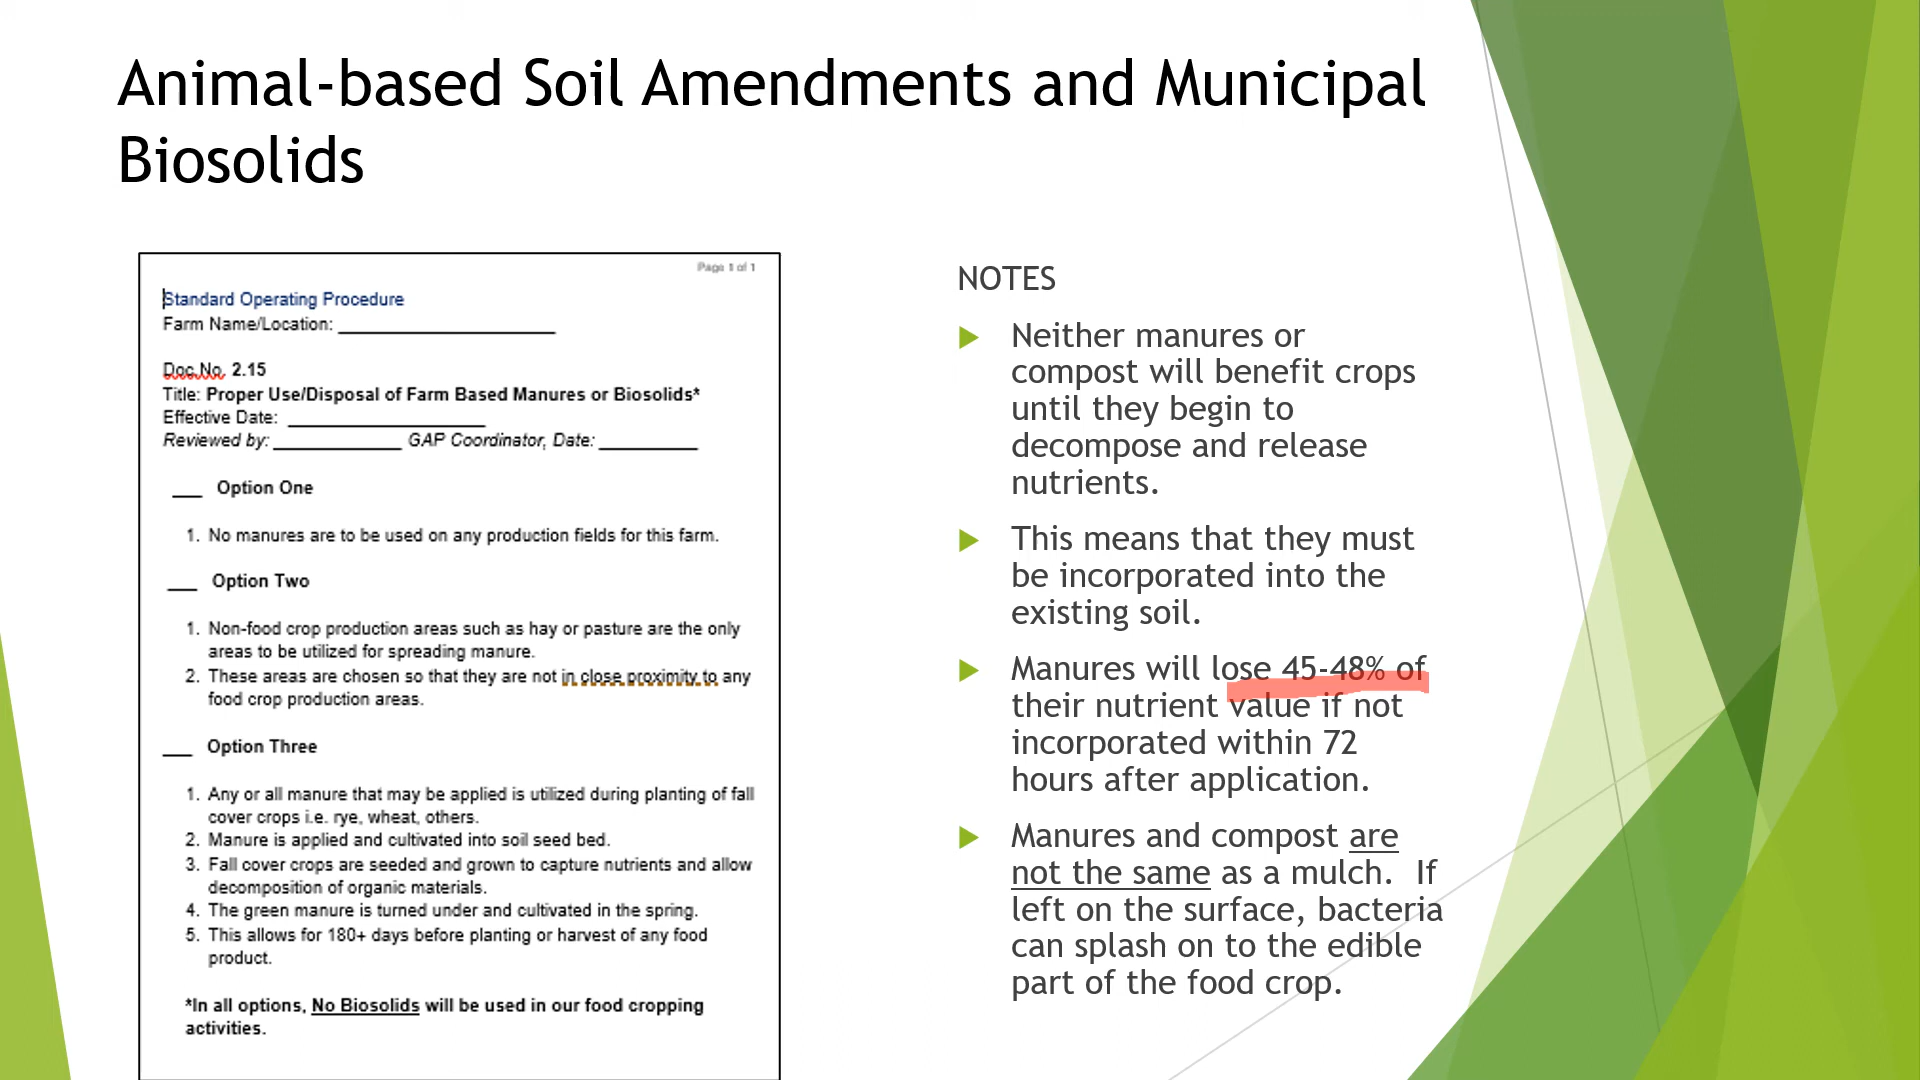 Animal-based Soil Amendments and Municipal
Biosolids
Page 1 of 1
Standard Operating Procedure
Farm Name/Location: ______________________
Doc.No. 2.15
Title: Proper Use/Disposal of Farm Based Manures or Biosolids*
Effective Date: ____________________
Reviewed by: _____________ GAP Coordinator, Date: __________
___ Option One
1. No manures are to be used on any production fields for this farm.
___ Option Two
1. Non-food crop production areas such as hay or pasture are the only
areas to be utilized for spreading manure.
2. These areas are chosen so that they are not in close proximity to any
food crop production areas.
___ Option Three
1. Any or all manure that may be applied is utilized during planting of fall
cover crops i.e. rye, wheat, others.
2. Manure is applied and cultivated into soil seed bed.
3. Fall cover crops are seeded and grown to capture nutrients and allow
decomposition of organic materials.
4. The green manure is turned under and cultivated in the spring.
5. This allows for 180+ days before planting or harvest of any food
product.
*In all options, No Biosolids will be used in our food cropping
activities.
NOTES
Neither manures or
compost will benefit crops
until they begin to
decompose and release
nutrients.
This means that they must
be incorporated into the
existing soil.
Manures will lose 45-48% of
their nutrient value if not
incorporated within 72
hours after application.
Manures and compost are
not the same as a mulch. If
left on the surface, bacteria
can splash on to the edible
part of the food crop.